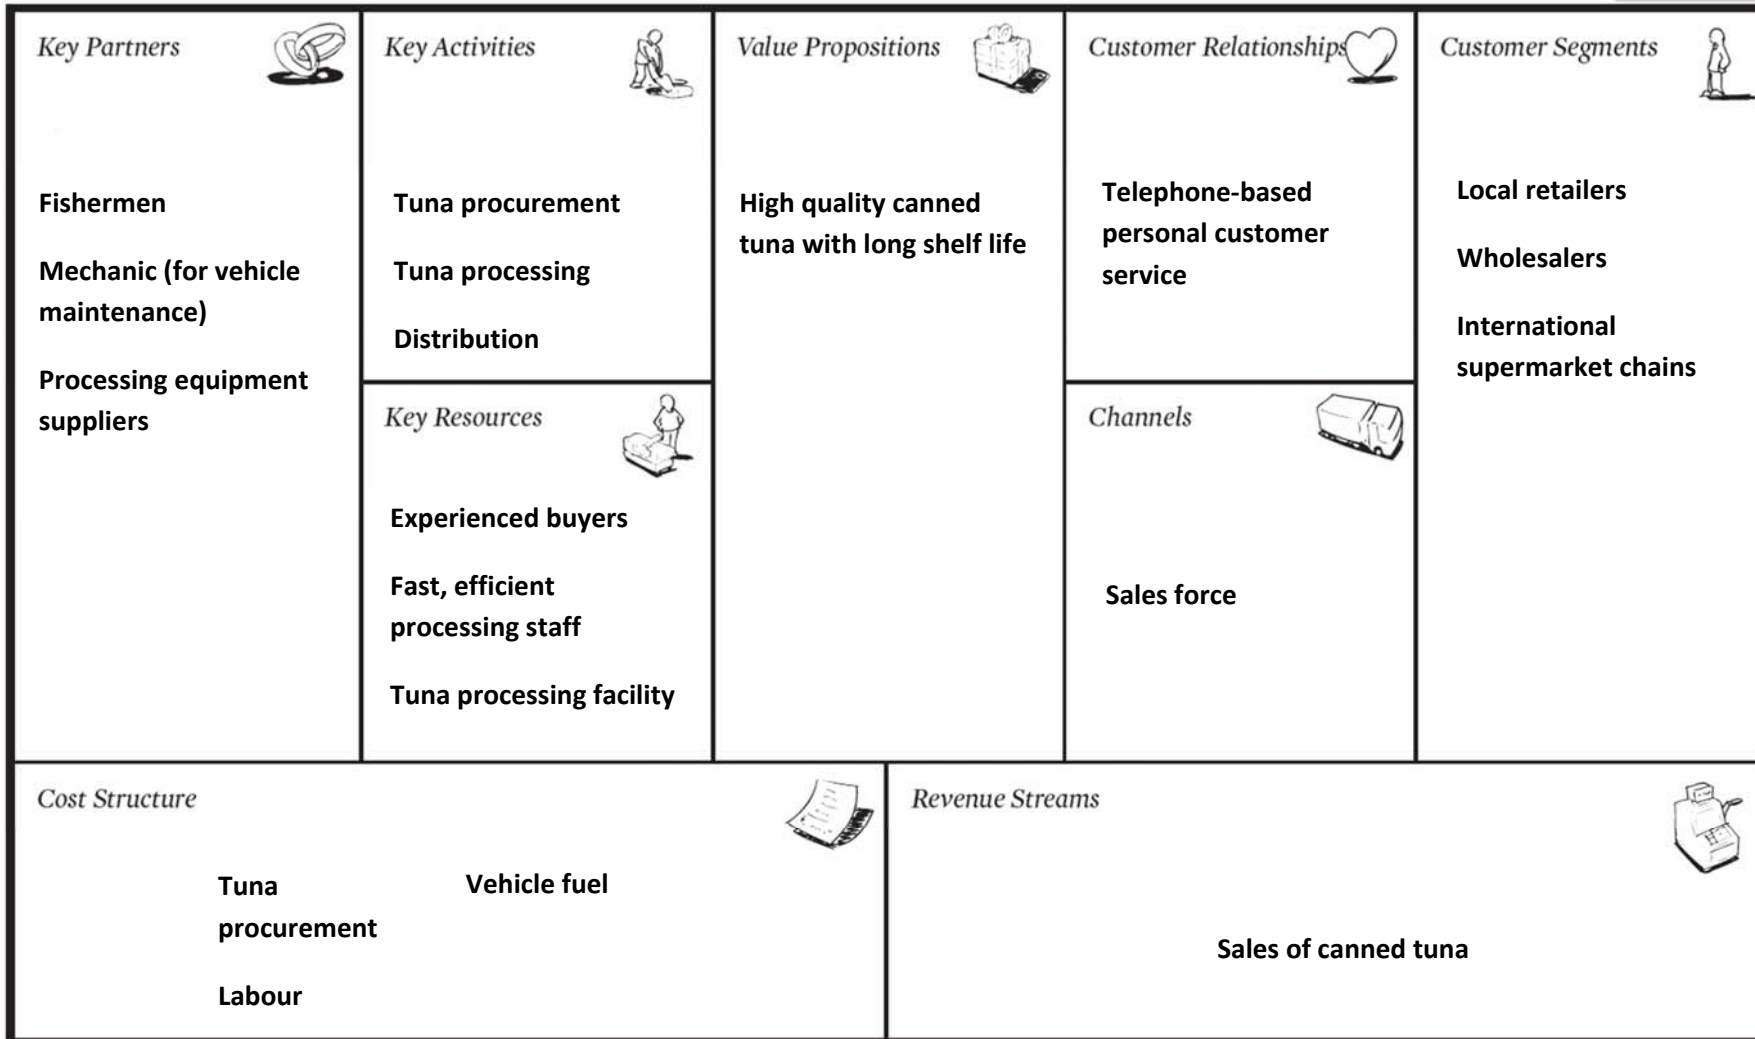 Key Partners
Fishermen
Mechanic (for vehicle
maintenance)
Processing equipment
suppliers
Key Activities
Tuna procurement
Tuna processing
Distribution
Key Resources
Experienced buyers
Fast, efficient
processing staff
Tuna processing facility
Value Propositions
High quality canned
tuna with long shelf life
Customer Relationships
Telephone-based
personal customer
service
Channels
Sales force
Customer Segments
Local retailers
Wholesalers
International
supermarket chains
Cost Structure
Tuna
procurement
Labour
Vehicle fuel
Revenue Streams
Sales of canned tuna